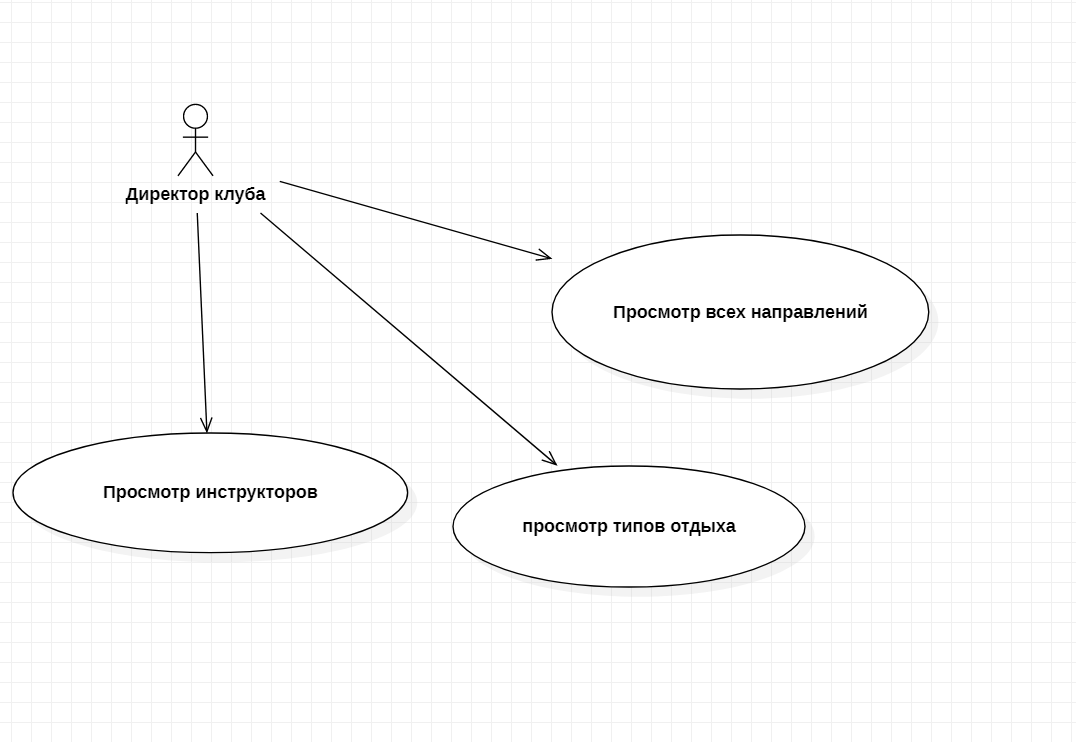 Директор клуба
Просмотр всех направлений
Просмотр инструкторов
просмотр типов отдыха